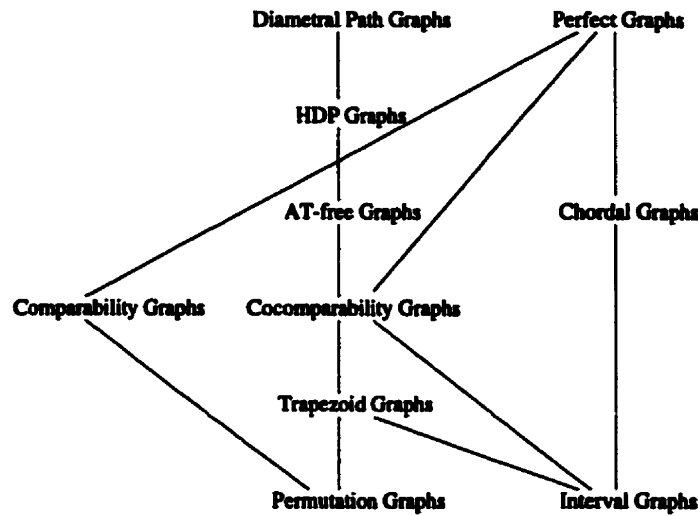 Diametral Path Graphs
Perfect Graphs
HDP Graphs
AT-free Graphs
Chordal Graphs
Comparability Graphs
Cocomparability Graphs
Trapezoid Graphs
Permutation Graphs
Interval Graphs